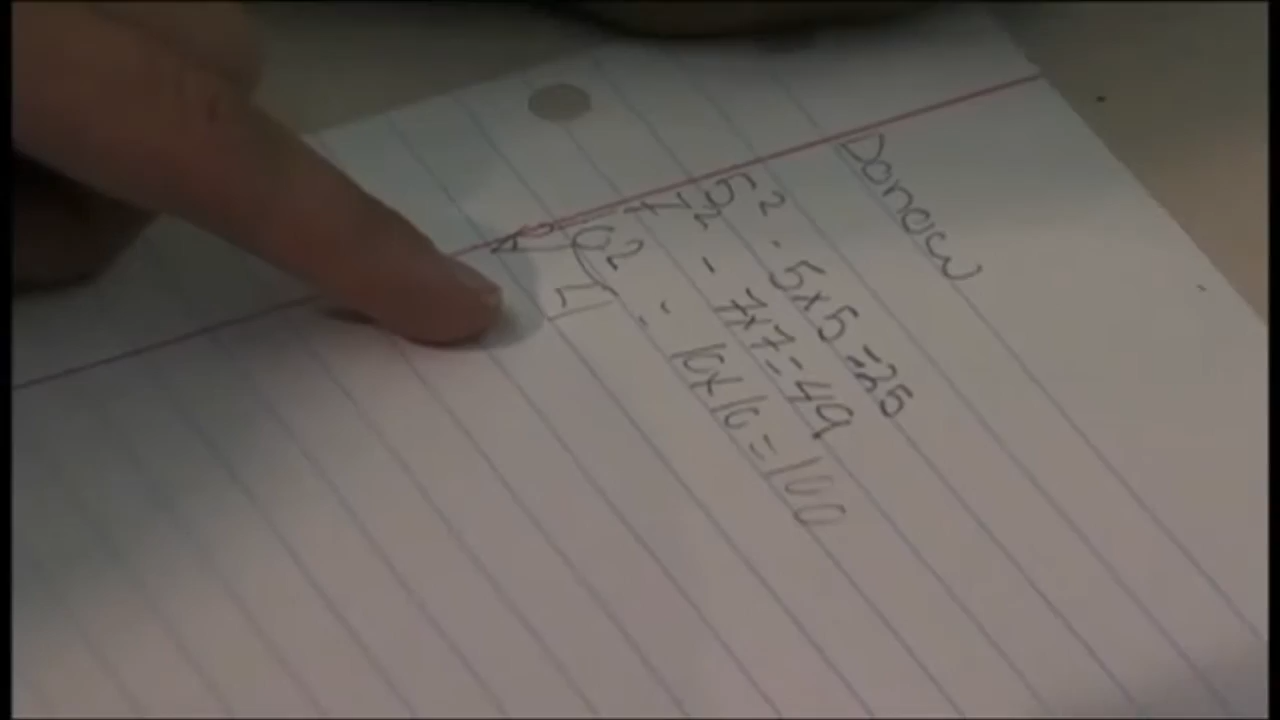 Donow
5² - 5x5=25
7² - 7x7=49
10² - 10x10=100